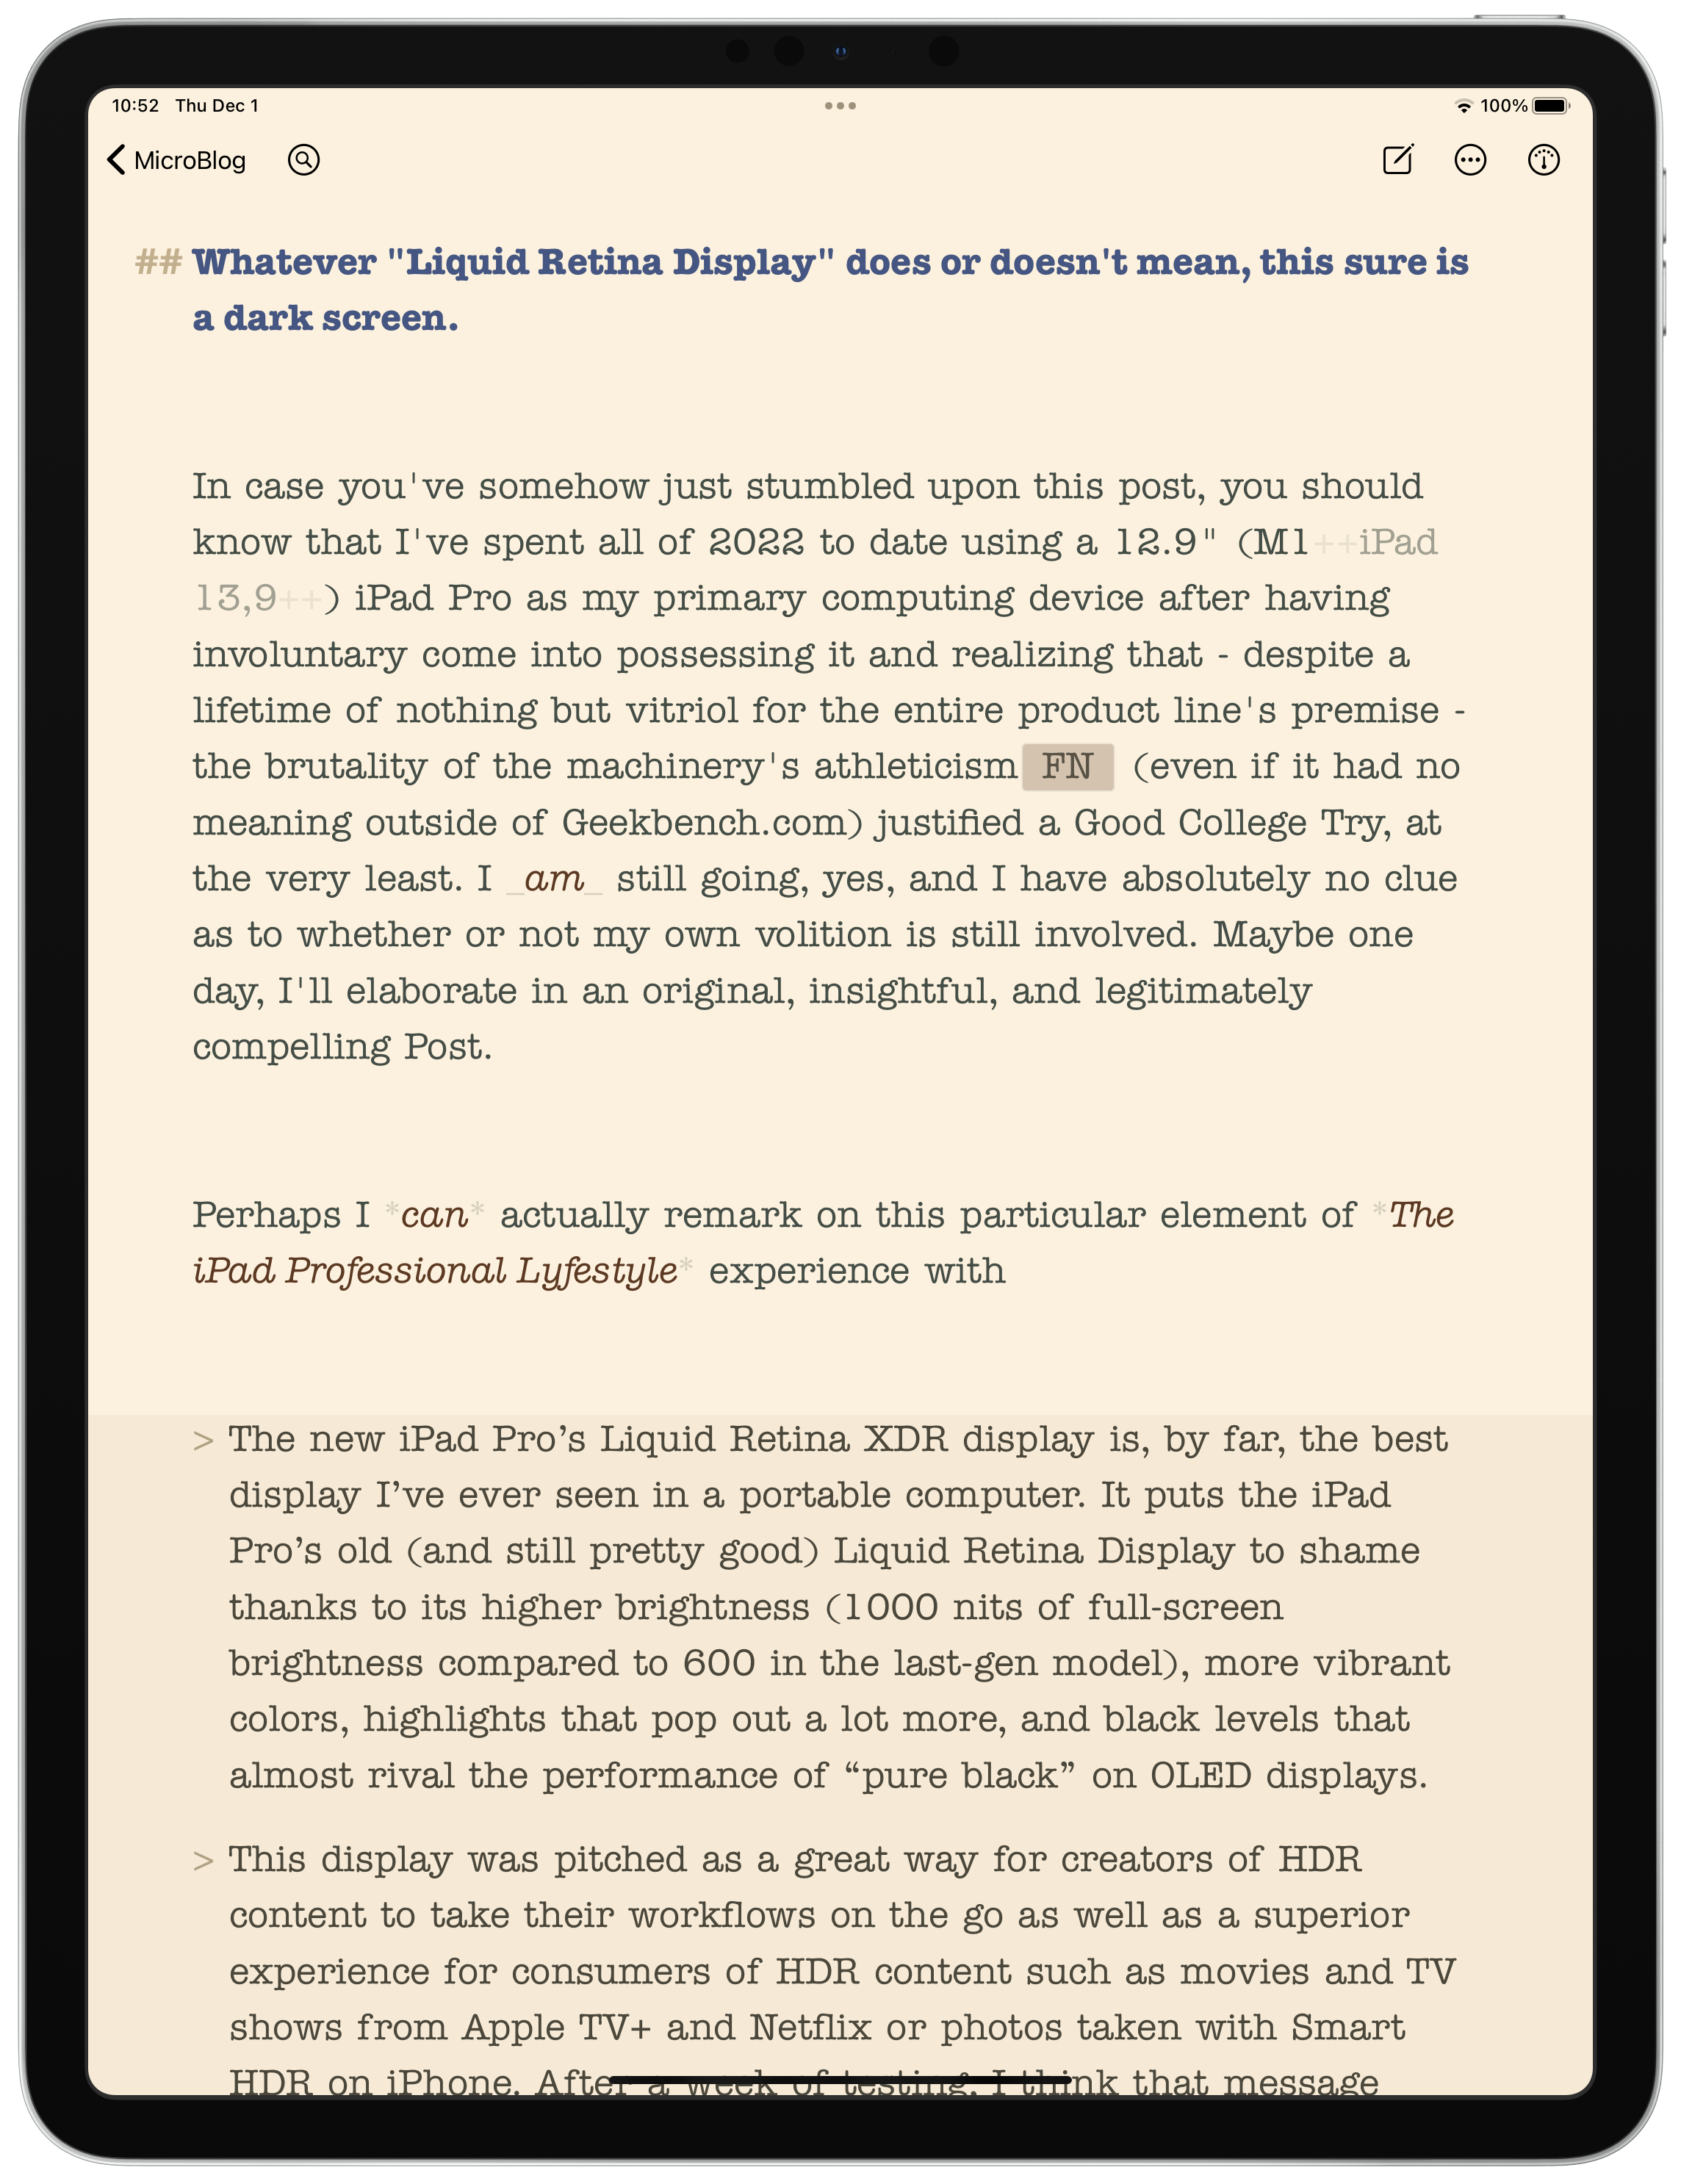 10:52 Thu Dec 1
100%
MicroBlog
## Whatever "Liquid Retina Display" does or doesn't mean, this sure is
a dark screen.
In case you've somehow just stumbled upon this post, you should
know that I've spent all of 2022 to date using a 12.9" (M1++iPad
13,9++) iPad Pro as my primary computing device after having
involuntary come into possessing it and realizing that - despite a
lifetime of nothing but vitriol for the entire product line's premise -
the brutality of the machinery's athleticism FN (even if it had no
meaning outside of Geekbench.com) justified a Good College Try, at
the very least. I _am_ still going, yes, and I have absolutely no clue
as to whether or not my own volition is still involved. Maybe one
day, I'll elaborate in an original, insightful, and legitimately
compelling Post.
Perhaps I *can* actually remark on this particular element of *The
iPad Professional Lyfestyle* experience with
> The new iPad Pro’s Liquid Retina XDR display is, by far, the best
display I’ve ever seen in a portable computer. It puts the iPad
Pro’s old (and still pretty good) Liquid Retina Display to shame
thanks to its higher brightness (1000 nits of full-screen
brightness compared to 600 in the last-gen model), more vibrant
colors, highlights that pop out a lot more, and black levels that
almost rival the performance of “pure black” on OLED displays.
> This display was pitched as a great way for creators of HDR
content to take their workflows on the go as well as a superior
experience for consumers of HDR content such as movies and TV
shows from Apple TV+ and Netflix or photos taken with Smart
HDR on iPhone. After a week of testing, I think that message